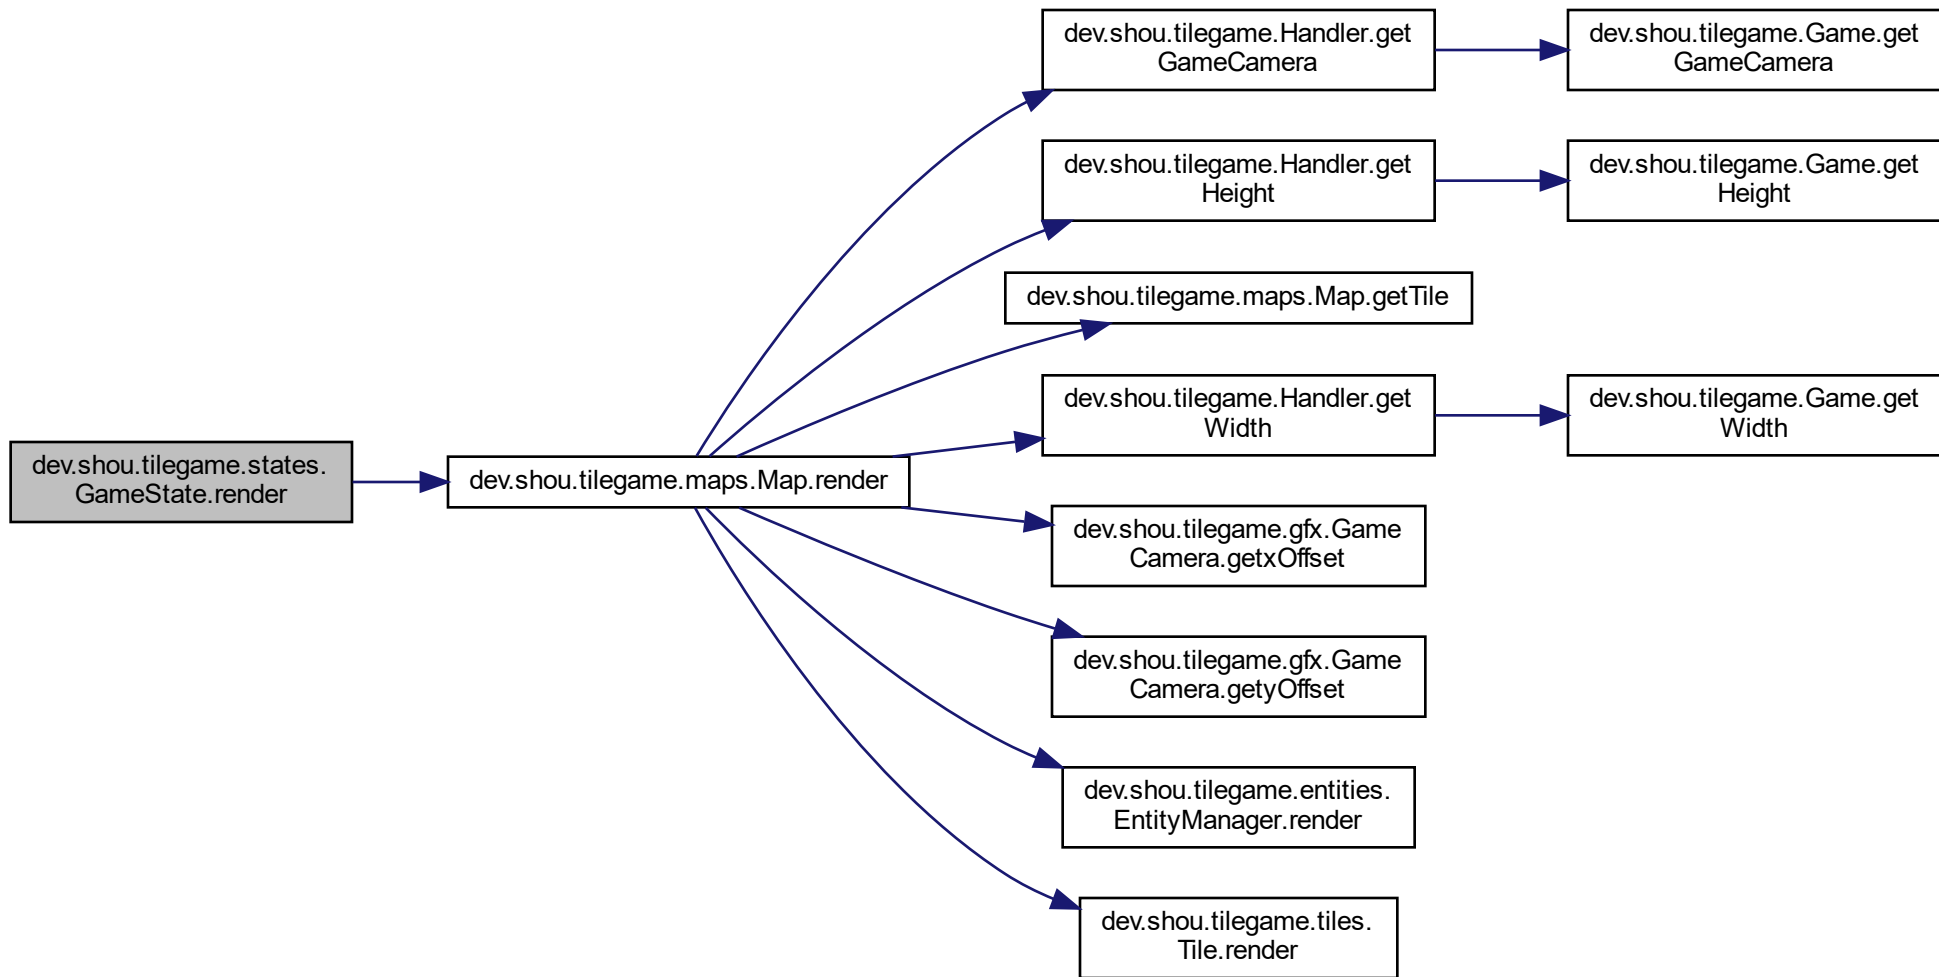 dev.shou.tilegame.states.
GameState.render
dev.shou.tilegame.maps.Map.render
dev.shou.tilegame.Handler.get
GameCamera
dev.shou.tilegame.Game.get
GameCamera
dev.shou.tilegame.Handler.get
Height
dev.shou.tilegame.Game.get
Height
dev.shou.tilegame.maps.Map.getTile
dev.shou.tilegame.Handler.get
Width
dev.shou.tilegame.Game.get
Width
dev.shou.tilegame.gfx.Game
Camera.getxOffset
dev.shou.tilegame.gfx.Game
Camera.getyOffset
dev.shou.tilegame.entities.
EntityManager.render
dev.shou.tilegame.tiles.
Tile.render